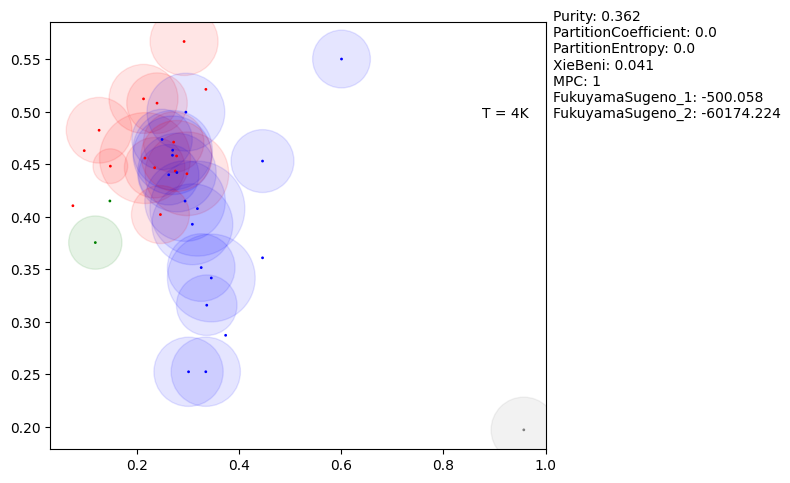 Purity: 0.362
PartitionCoefficient: 0.0
PartitionEntropy: 0.0
XieBeni: 0.041
MPC: 1
FukuyamaSugeno_1: -500.058
FukuyamaSugeno_2: -60174.224
T = 4K
0.55
0.50
0.45
0.40
0.35
0.30
0.25
0.20
0.2 0.4 0.6 0.8 1.0